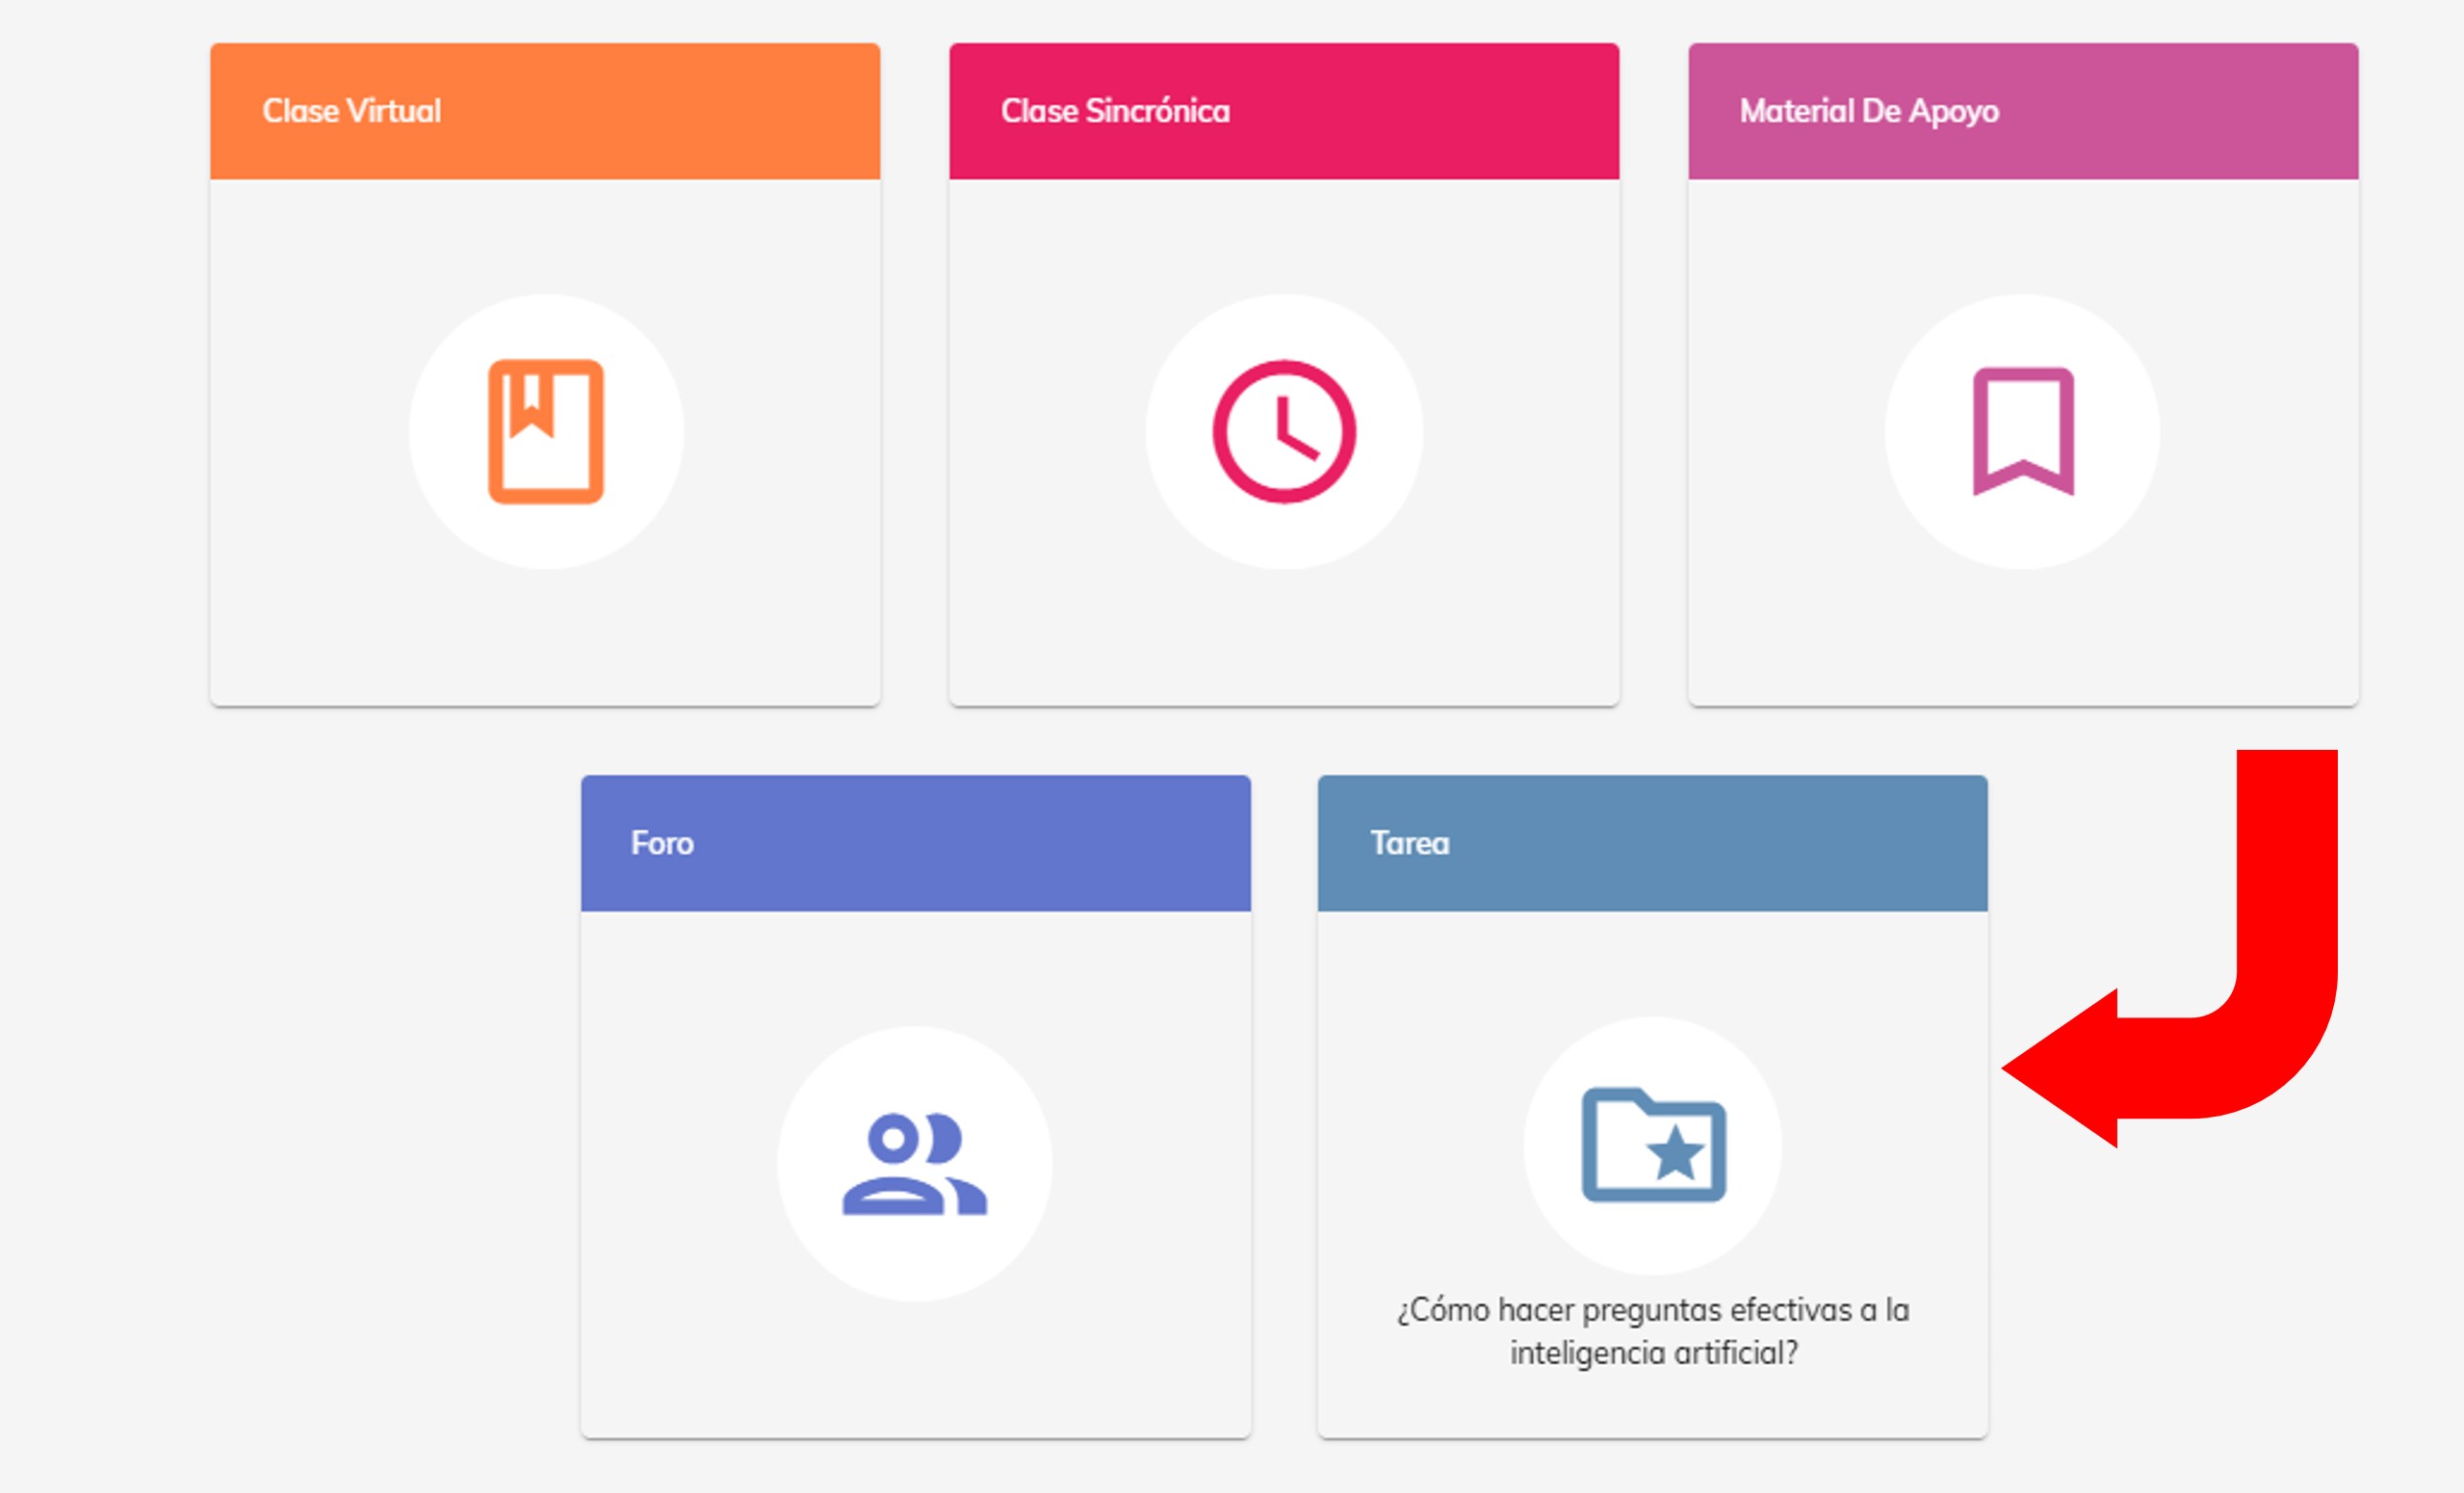 Clase Virtual
Clase Sincrónica
Material De Apoyo
Foro
Tarea
¿Cómo hacer preguntas efectivas a la
inteligencia artificial?